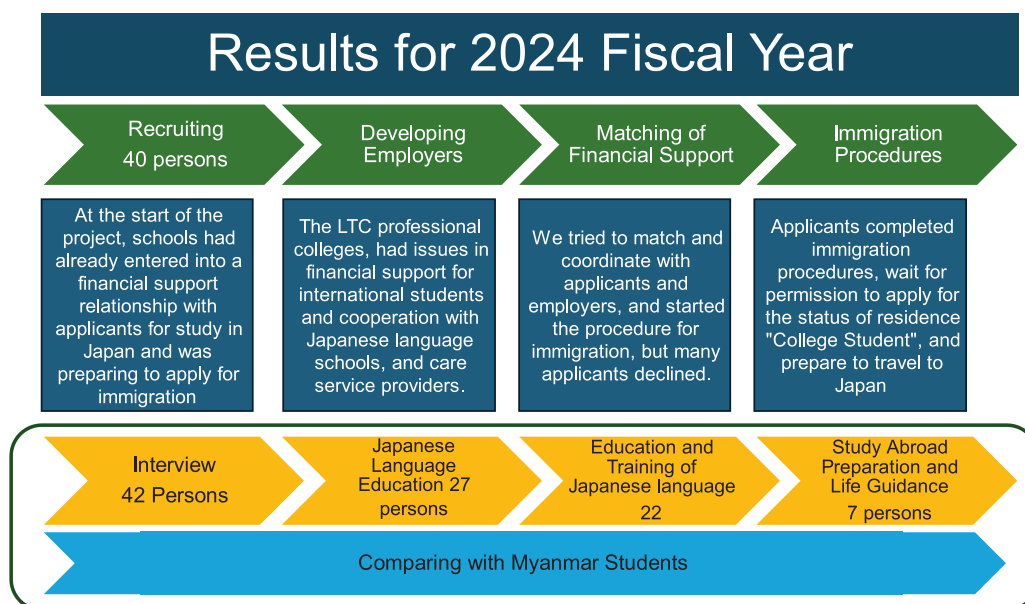 Results for 2024 Fiscal Year
Recruiting
40 persons
Developing
Employers
Matching of
Financial Support
Immigration
Procedures
At the start of the
project, schools had
already entered into a
financial support
relationship with
applicants for study in
Japan and was
preparing to apply for
immigration
The LTC professional
colleges, had issues in
financial support for
international students
and cooperation with
Japanese language
schools, and care
service providers.
We tried to match and
coordinate with
applicants and
employers, and started
the procedure for
immigration, but many
applicants declined.
Applicants completed
immigration
procedures, wait for
permission to apply for
the status of residence
"College Student", and
prepare to travel to
Japan
Interview
42 Persons
Japanese
Language
Education 27
persons
Education and
Training of
Japanese language
22
Study Abroad
Preparation and
Life Guidance
7 persons
Comparing with Myanmar Students